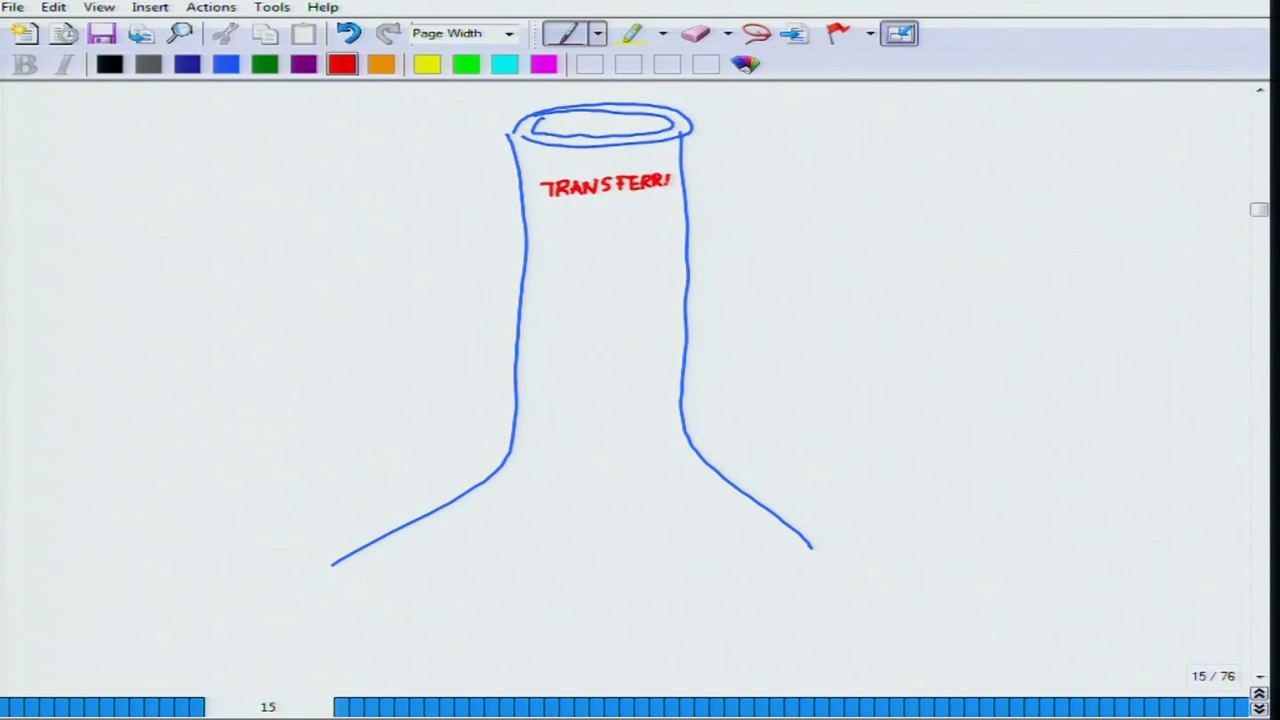 File Edit View Insert Actions Tools Help
Page Width
B I
TRANSFERRI
15 / 76
15